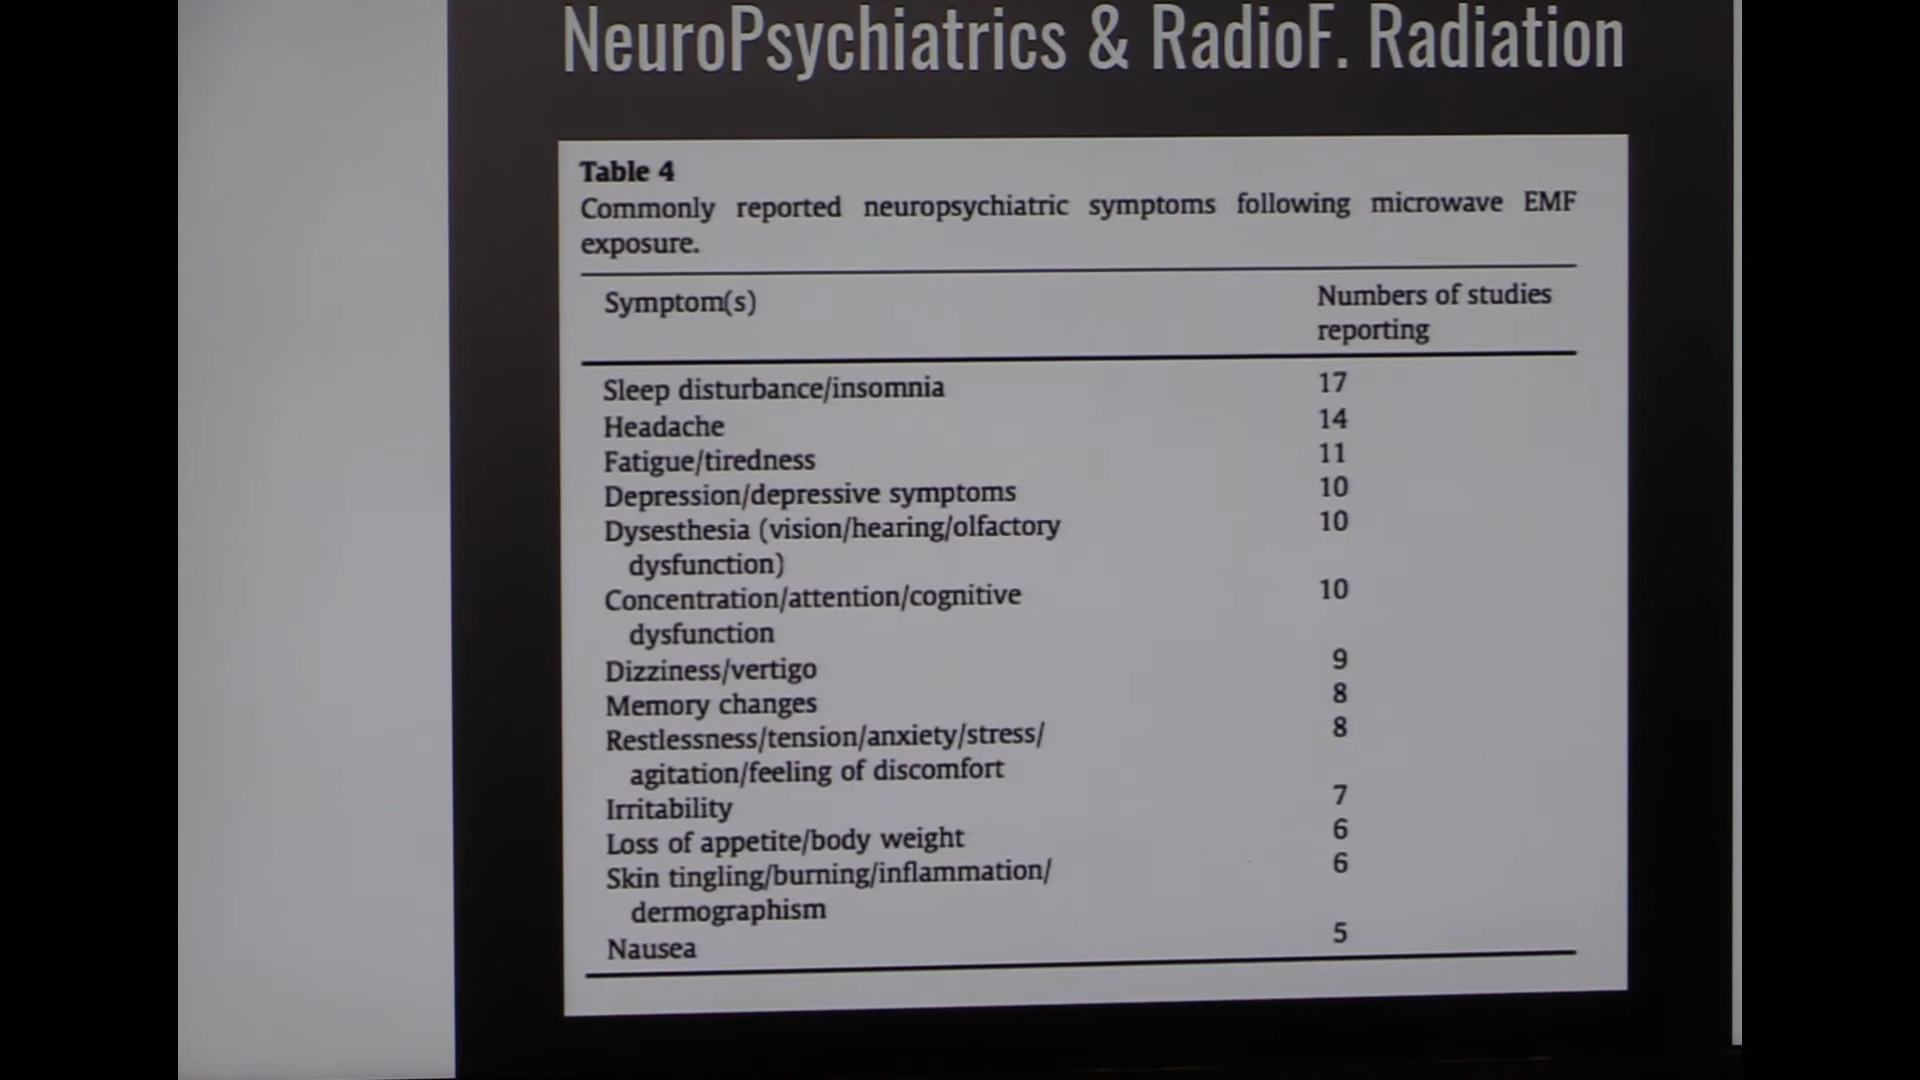 NeuroPsychiatrics & RadioF. Radiation
Table 4
Commonly reported neuropsychiatric symptoms following microwave EMF
exposure.
Symptom(s) Numbers of studies
reporting
Sleep disturbance/insomnia 17
Headache 14
Fatigue/tiredness 11
Depression/depressive symptoms 10
Dysesthesia (vision/hearing/olfactory 10
dysfunction)
Concentration/attention/cognitive 10
dysfunction
Dizziness/vertigo 9
Memory changes 8
Restlessness/tension/anxiety/stress/ 8
agitation/feeling of discomfort
Irritability 7
Loss of appetite/body weight 6
Skin tingling/burning/inflammation/ 6
dermographism
Nausea 5